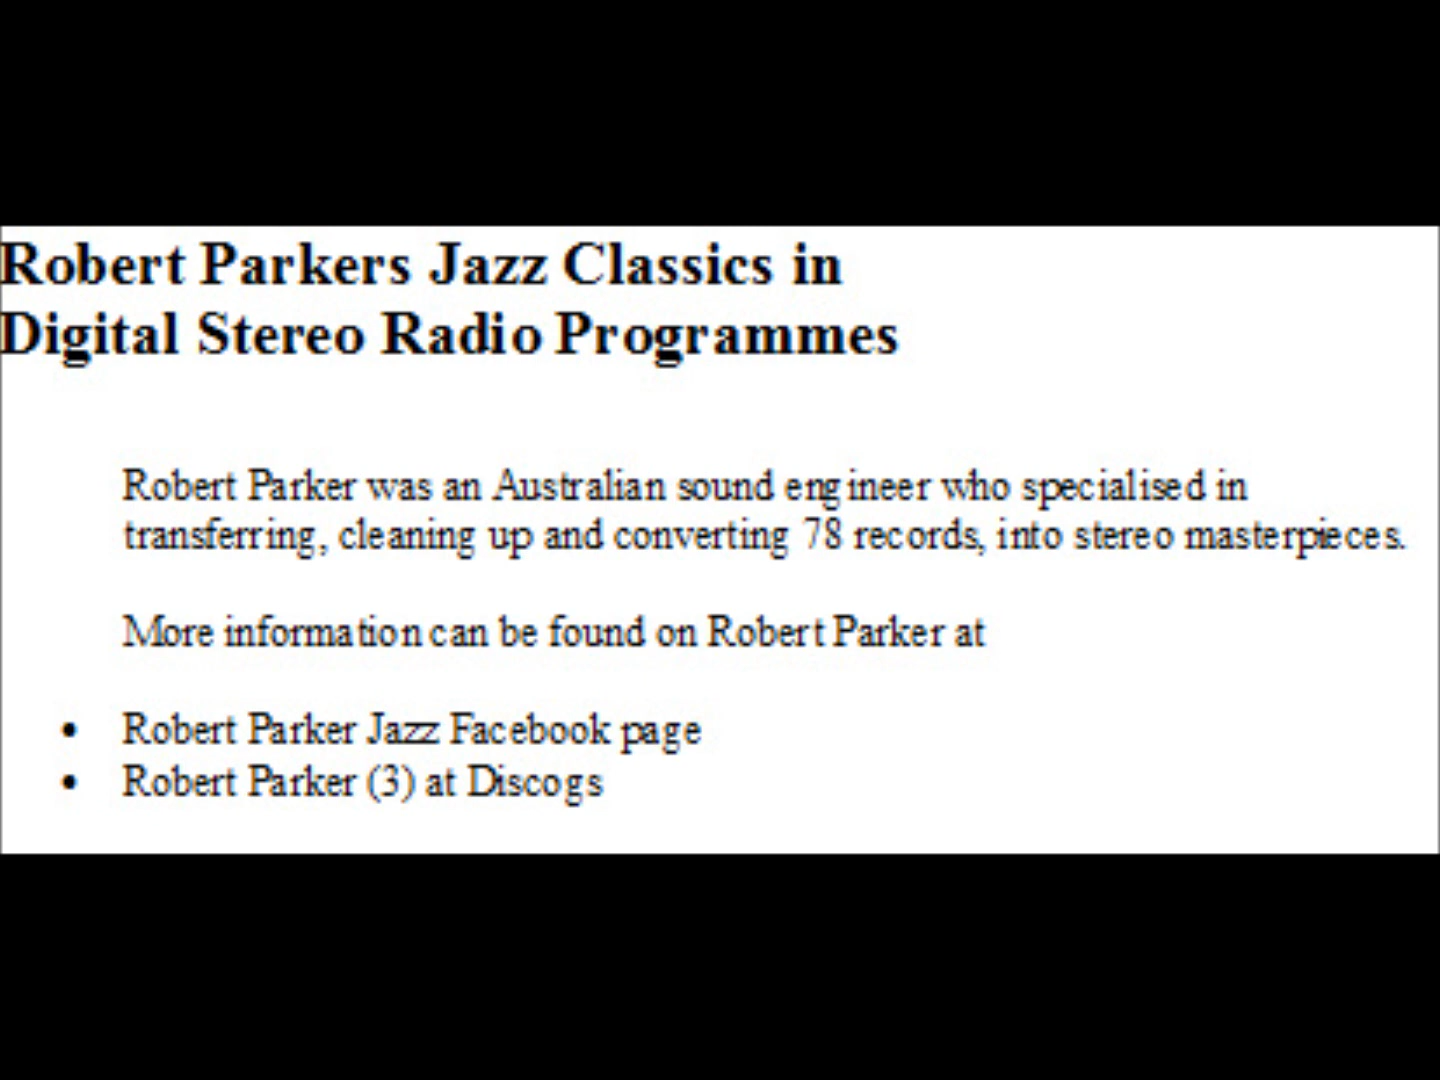 Robert Parkers Jazz Classics in
Digital Stereo Radio Programmes
Robert Parker was an Australian sound engineer who specialised in
transferring, cleaning up and converting 78 records, into stereo masterpieces.
More information can be found on Robert Parker at
• Robert Parker Jazz Facebook page
• Robert Parker (3) at Discogs